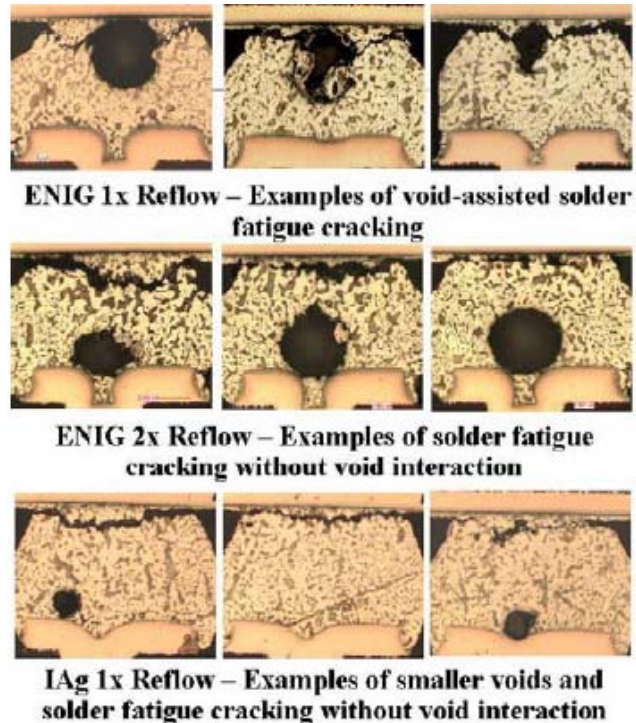 ENIG 1x Reflow – Examples of void-assisted solder
fatigue cracking
ENIG 2x Reflow – Examples of solder fatigue
cracking without void interaction
IAg 1x Reflow – Examples of smaller voids and
solder fatigue cracking without void interaction